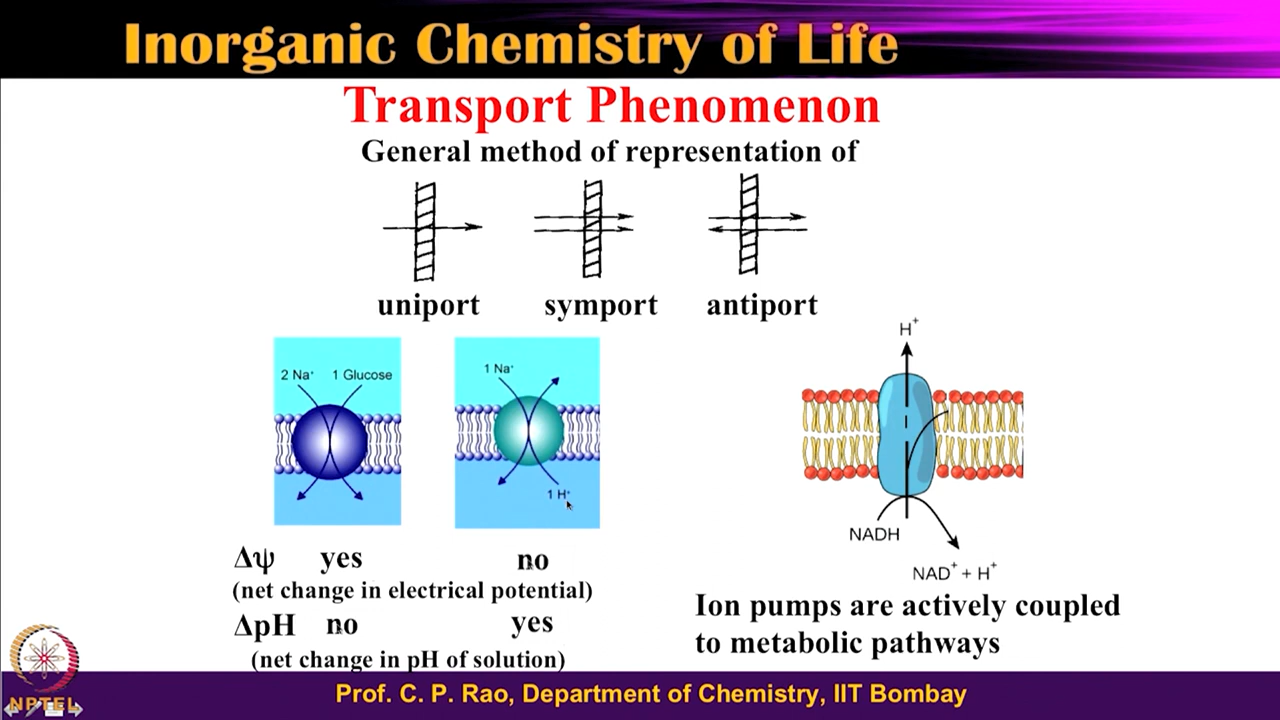 Inorganic Chemistry of Life
Transport Phenomenon
General method of representation of
uniport symport antiport
2 Na⁺ 1 Glucose
1 Na⁺
1 H⁺
H⁺
NADH
NAD⁺ + H⁺
Δψ yes no
(net change in electrical potential)
ΔpH no yes
(net change in pH of solution)
Ion pumps are actively coupled
to metabolic pathways
NPTEL
Prof. C. P. Rao, Department of Chemistry, IIT Bombay